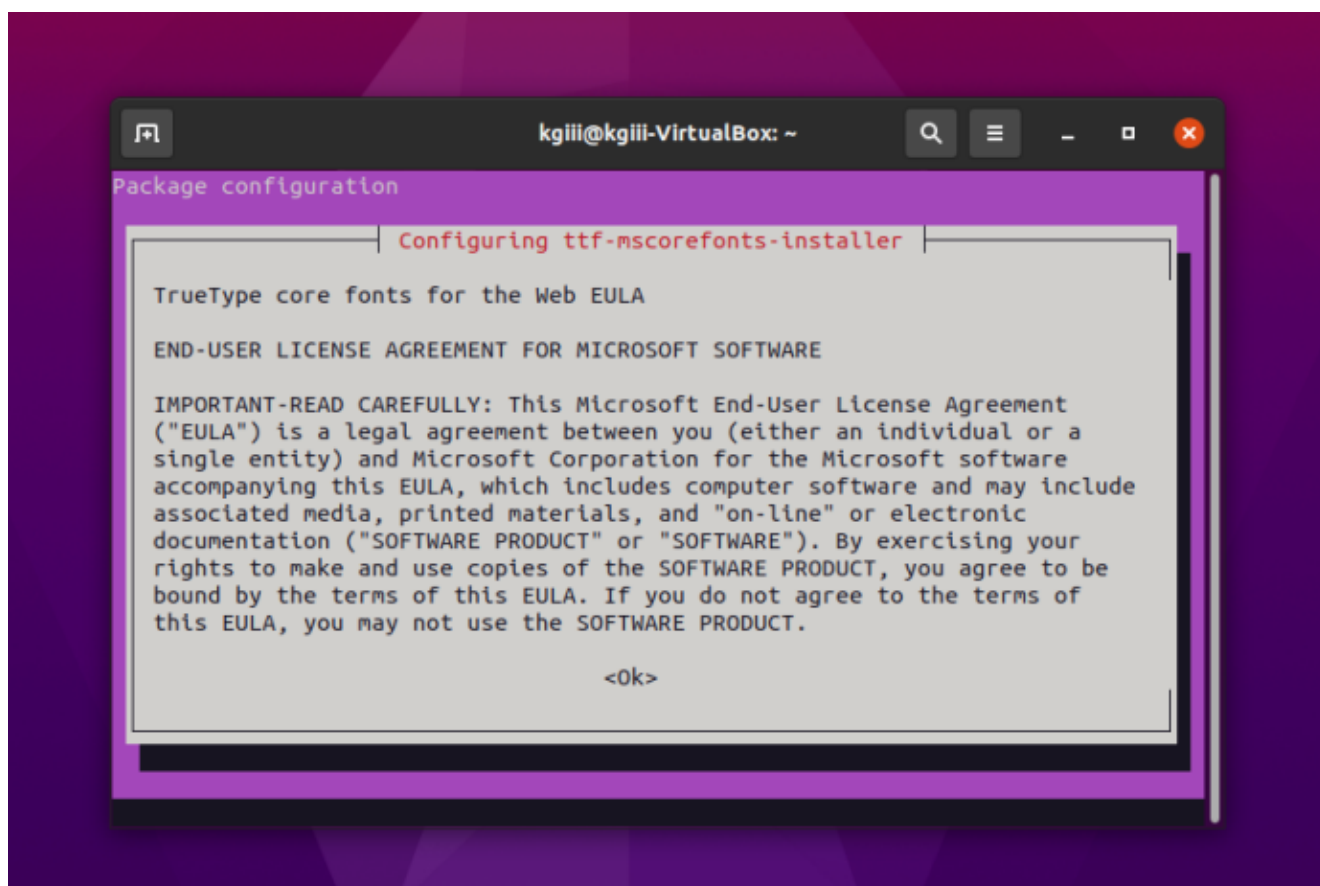 kgiii@kgiii-VirtualBox: ~
Package configuration
Configuring ttf-mscorefonts-installer
TrueType core fonts for the Web EULA
END-USER LICENSE AGREEMENT FOR MICROSOFT SOFTWARE
IMPORTANT-READ CAREFULLY: This Microsoft End-User License Agreement
("EULA") is a legal agreement between you (either an individual or a
single entity) and Microsoft Corporation for the Microsoft software
accompanying this EULA, which includes computer software and may include
associated media, printed materials, and "on-line" or electronic
documentation ("SOFTWARE PRODUCT" or "SOFTWARE"). By exercising your
rights to make and use copies of the SOFTWARE PRODUCT, you agree to be
bound by the terms of this EULA. If you do not agree to the terms of
this EULA, you may not use the SOFTWARE PRODUCT.
<Ok>